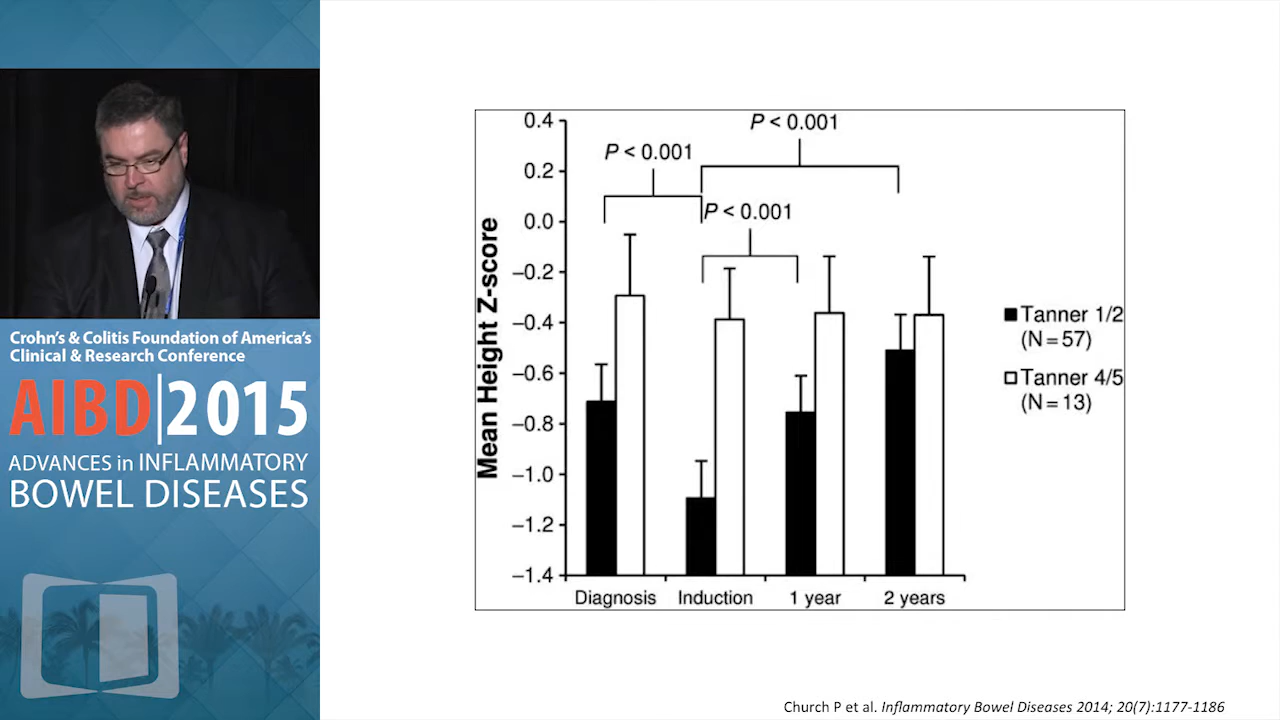 Crohn's & Colitis Foundation of America's
Clinical & Research Conference
AIBD|2015
ADVANCES in INFLAMMATORY
BOWEL DISEASES
Mean Height Z-score
0.4
0.2
0.0
−0.2
−0.4
−0.6
−0.8
−1.0
−1.2
−1.4
P < 0.001
P < 0.001
P < 0.001
Diagnosis
Induction
1 year
2 years
Tanner 1/2
(N = 57)
Tanner 4/5
(N = 13)
Church P et al. Inflammatory Bowel Diseases 2014; 20(7):1177-1186